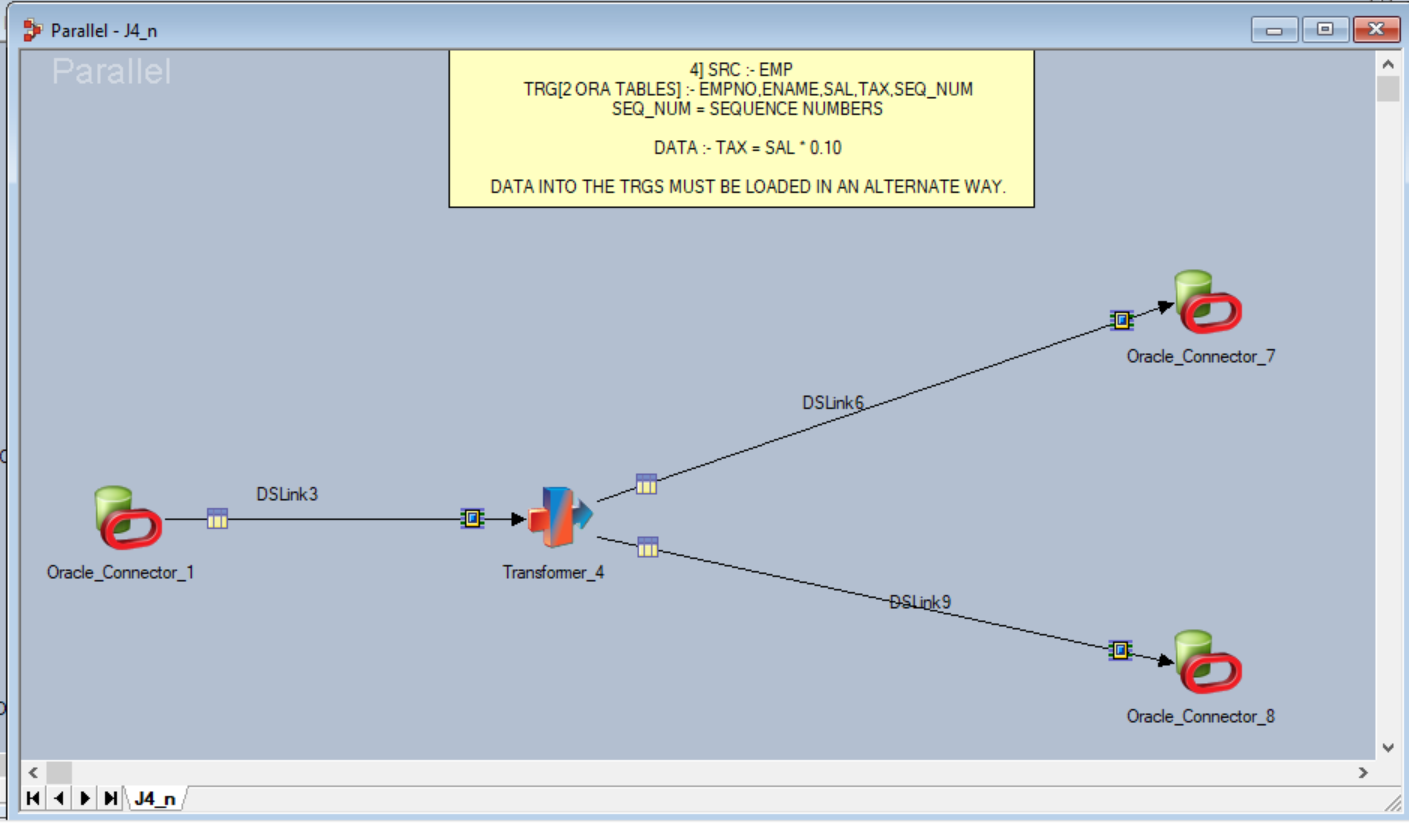 Parallel - J4_n
Parallel
4] SRC :- EMP
TRG[2 ORA TABLES] :- EMPNO,ENAME,SAL,TAX,SEQ_NUM
SEQ_NUM = SEQUENCE NUMBERS
DATA :- TAX = SAL * 0.10
DATA INTO THE TRGS MUST BE LOADED IN AN ALTERNATE WAY.
Oracle_Connector_7
DSLink6
DSLink3
Oracle_Connector_1
Transformer_4
DSLink9
Oracle_Connector_8
J4_n